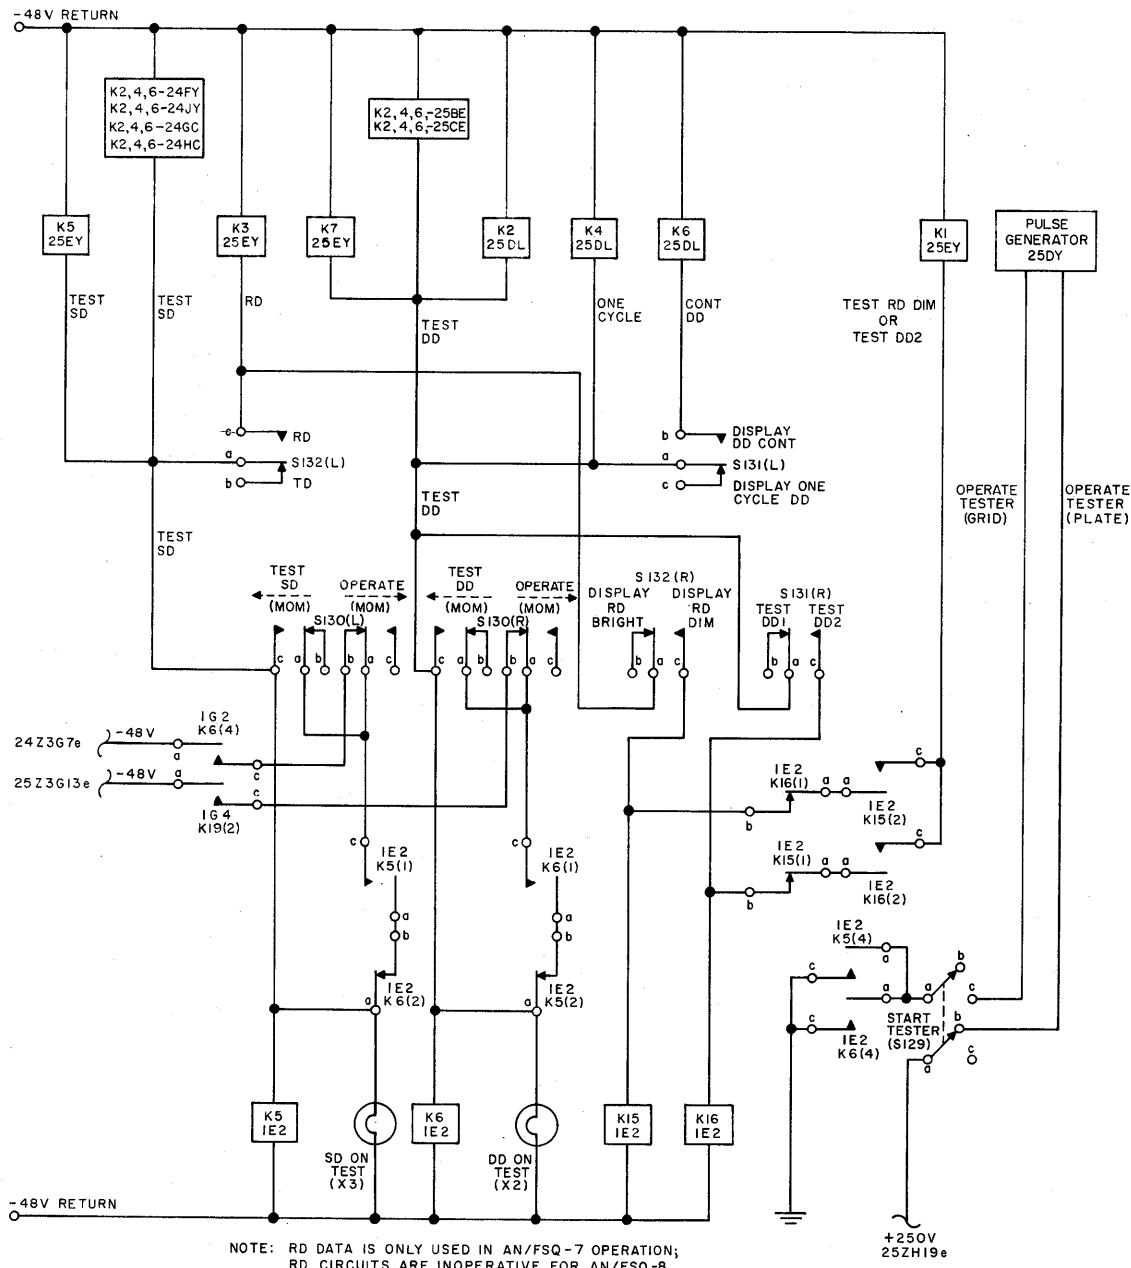 -48V RETURN
K2,4,6-24FY
K2,4,6-24JY
K2,4,6-24GC
K2,4,6-24HC
K2,4,6,-25BE
K2,4,6,-25CE
K5
25EY
K3
25EY
K7
25EY
K2
25DL
K4
25DL
K6
25DL
K1
25EY
PULSE
GENERATOR
25DY
TEST
SD
TEST
SD
RD
TEST
DD
ONE
CYCLE
CONT
DD
TEST RD DIM
OR
TEST DD2
c
RD
a
S132(L)
b
TD
b
DISPLAY
DD CONT
a
S131(L)
c
DISPLAY ONE
CYCLE DD
OPERATE
TESTER
(GRID)
OPERATE
TESTER
(PLATE)
TEST
SD
TEST
DD
TEST
SD
(MOM)
OPERATE
(MOM)
S130(L)
TEST
DD
(MOM)
OPERATE
(MOM)
S130(R)
S132(R)
DISPLAY
RD
BRIGHT
DISPLAY
RD
DIM
S131(R)
TEST
DD1
TEST
DD2
c a b b a c
c a b b a c
b a c
b a c
24Z3G7e
-48V
a
1G2
K6(4)
c
25Z3G13e
-48V
a
c
1G4
K19(2)
c
1E2
K5(1)
a
b
a
1E2
K6(2)
c
1E2
K6(1)
a
b
a
1E2
K5(2)
c
1E2
K16(1)
a a
b
1E2
K15(2)
c
1E2
K15(1)
a a
b
1E2
K16(2)
1E2
K5(4)
a
c
a
c
1E2
K6(4)
a
b
c
START
TESTER
(S129)
b
a
c
K5
1E2
SD ON
TEST
(X3)
K6
1E2
DD ON
TEST
(X2)
K15
1E2
K16
1E2
-48V RETURN
+250V
25ZH19e
NOTE: RD DATA IS ONLY USED IN AN/FSQ-7 OPERATION;
RD CIRCUITS ARE INOPERATIVE FOR AN/FSQ-8